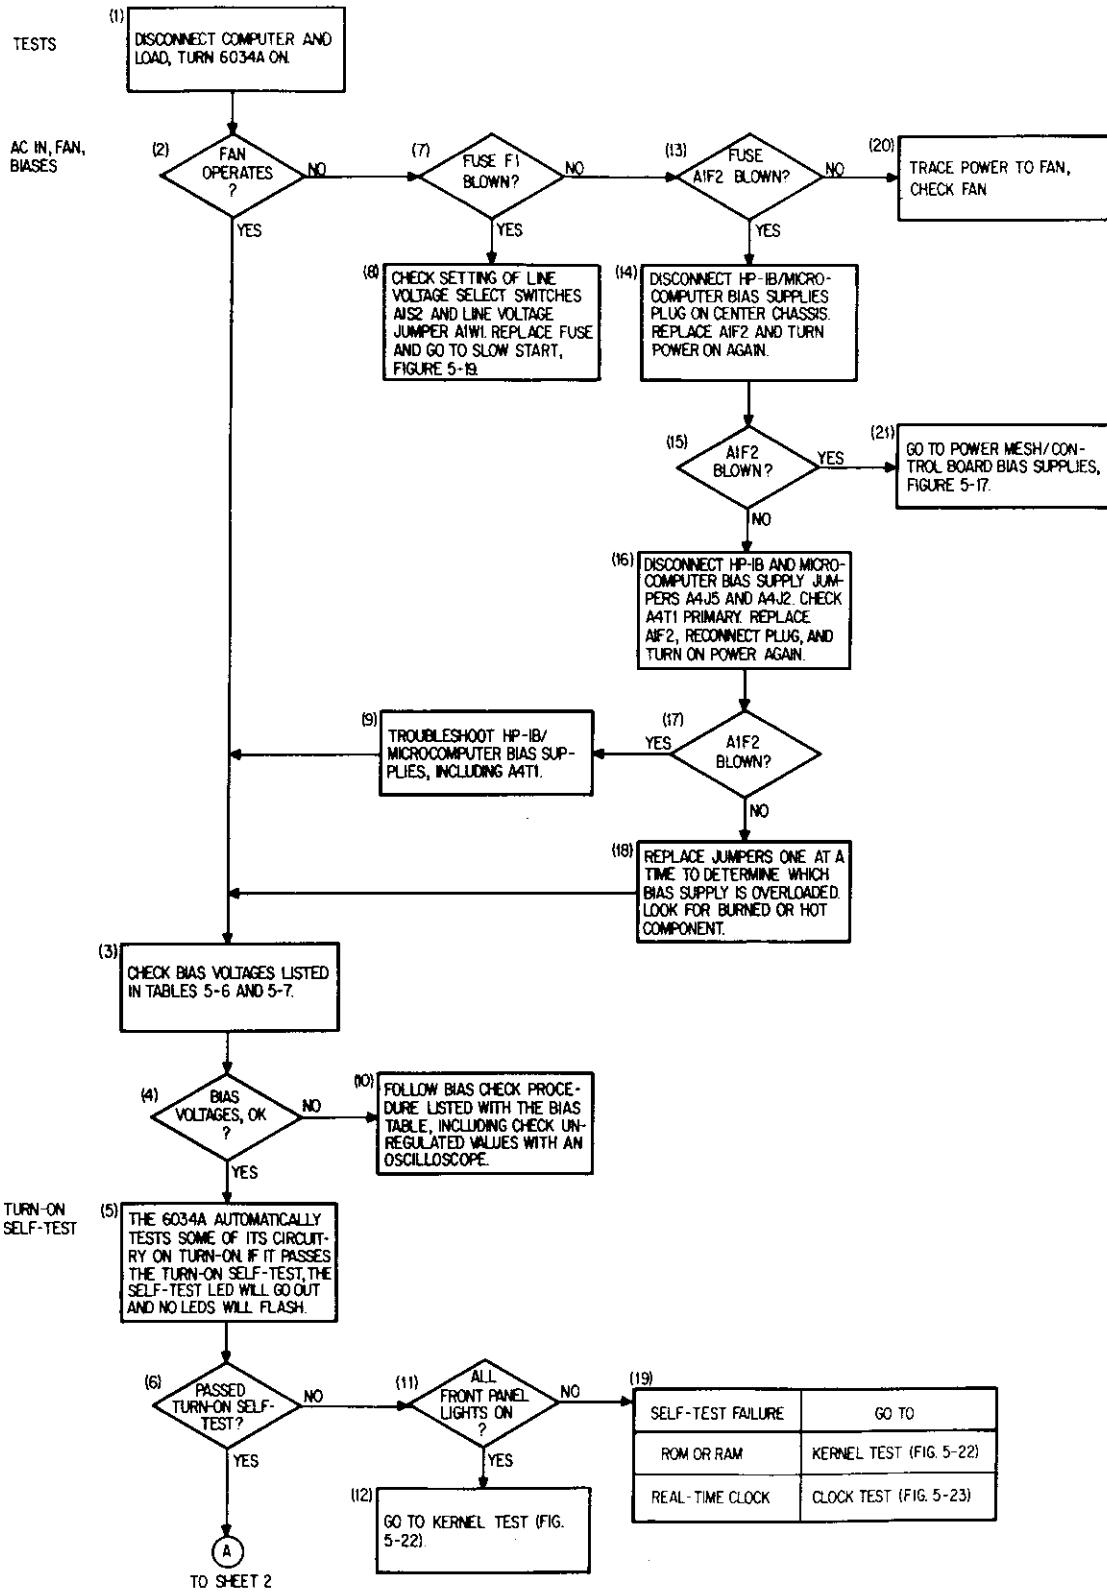 TESTS
(1)
DISCONNECT COMPUTER AND
LOAD, TURN 6034A ON.
AC IN, FAN,
BIASES
(2)
FAN
OPERATES
?
NO
YES
(7)
FUSE F1
BLOWN?
NO
YES
(13)
FUSE
A1F2 BLOWN?
NO
YES
(20)
TRACE POWER TO FAN,
CHECK FAN
(8)
CHECK SETTING OF LINE
VOLTAGE SELECT SWITCHES
A1S2 AND LINE VOLTAGE
JUMPER A1W1. REPLACE FUSE
AND GO TO SLOW START,
FIGURE 5-19.
(14)
DISCONNECT HP-IB/MICRO-
COMPUTER BIAS SUPPLIES
PLUG ON CENTER CHASSIS.
REPLACE A1F2 AND TURN
POWER ON AGAIN.
(15)
A1F2
BLOWN?
YES
NO
(21)
GO TO POWER MESH/CON-
TROL BOARD BIAS SUPPLIES,
FIGURE 5-17.
(16)
DISCONNECT HP-IB AND MICRO-
COMPUTER BIAS SUPPLY JUM-
PERS A4J5 AND A4J2. CHECK
A4T1 PRIMARY. REPLACE
A1F2, RECONNECT PLUG, AND
TURN ON POWER AGAIN.
(9)
TROUBLESHOOT HP-IB/
MICROCOMPUTER BIAS SUP-
PLIES, INCLUDING A4T1.
(17)
YES
A1F2
BLOWN?
NO
(18)
REPLACE JUMPERS ONE AT A
TIME TO DETERMINE WHICH
BIAS SUPPLY IS OVERLOADED.
LOOK FOR BURNED OR HOT
COMPONENT.
(3)
CHECK BIAS VOLTAGES LISTED
IN TABLES 5-6 AND 5-7.
(4)
BIAS
VOLTAGES, OK
?
NO
YES
(10)
FOLLOW BIAS CHECK PROCE-
DURE LISTED WITH THE BIAS
TABLE, INCLUDING CHECK UN-
REGULATED VALUES WITH AN
OSCILLOSCOPE.
TURN-ON
SELF-TEST
(5)
THE 6034A AUTOMATICALLY
TESTS SOME OF ITS CIRCUIT-
RY ON TURN-ON. IF IT PASSES
THE TURN-ON SELF-TEST, THE
SELF-TEST LED WILL GO OUT
AND NO LEDS WILL FLASH.
(6)
PASSED
TURN-ON SELF-
TEST?
NO
YES
(11)
ALL
FRONT PANEL
LIGHTS ON
?
NO
YES
(19)
SELF-TEST FAILURE GO TO
ROM OR RAM KERNEL TEST (FIG. 5-22)
REAL-TIME CLOCK CLOCK TEST (FIG. 5-23)
(12)
GO TO KERNEL TEST (FIG.
5-22).
A
TO SHEET 2